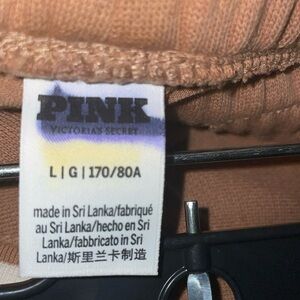 PINK
VICTORIA'S SECRET
L | G | 170/80A
made in Sri Lanka/fabriqué
au Sri Lanka/hecho en Sri
Lanka/fabbricato in Sri
Lanka/斯里兰卡制造